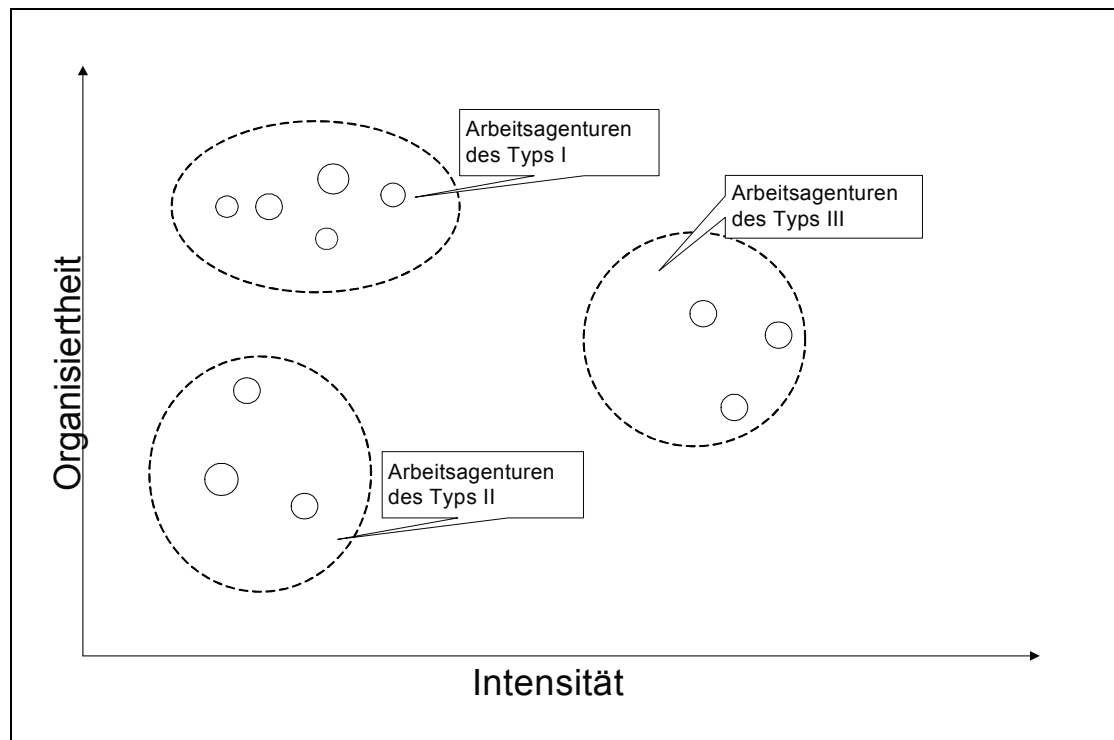 Arbeitsagenturen
des Typs I
Arbeitsagenturen
des Typs III
Organisiertheit
Arbeitsagenturen
des Typs II
Intensität